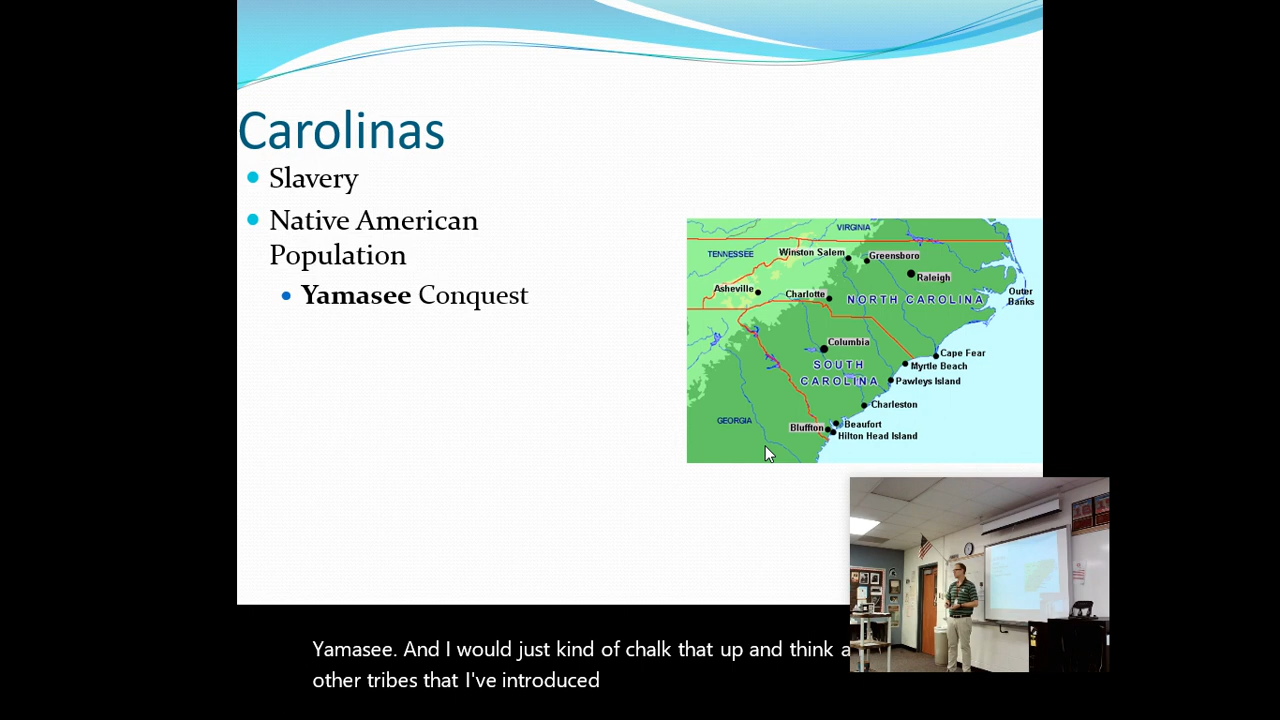 Carolinas
Slavery
Native American
Population
Yamasee Conquest
VIRGINIA
TENNESSEE
Winston Salem
Greensboro
Raleigh
Asheville
Charlotte
NORTH CAROLINA
Outer
Banks
Columbia
Cape Fear
SOUTH
CAROLINA
Myrtle Beach
Pawleys Island
Charleston
GEORGIA
Bluffton
Beaufort
Hilton Head Island
Yamasee. And I would just kind of chalk that up and think
other tribes that I've introduced